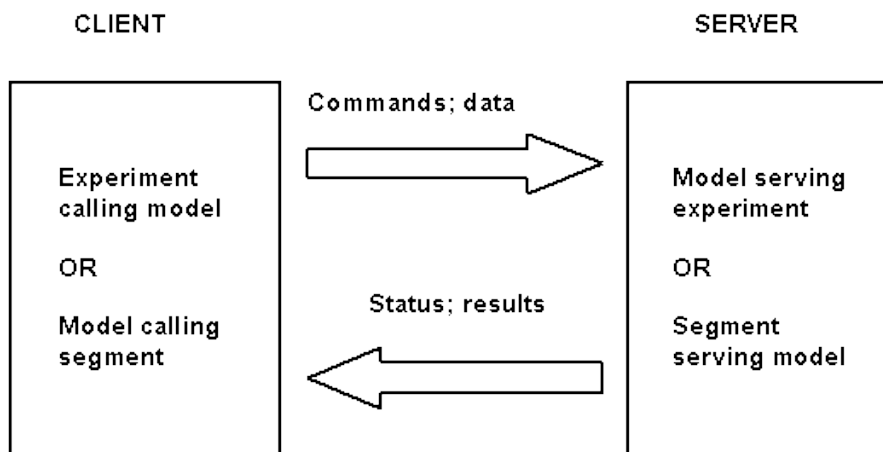 CLIENT
SERVER
Commands; data
Experiment
calling model
OR
Model calling
segment
Model serving
experiment
OR
Segment
serving model
Status; results